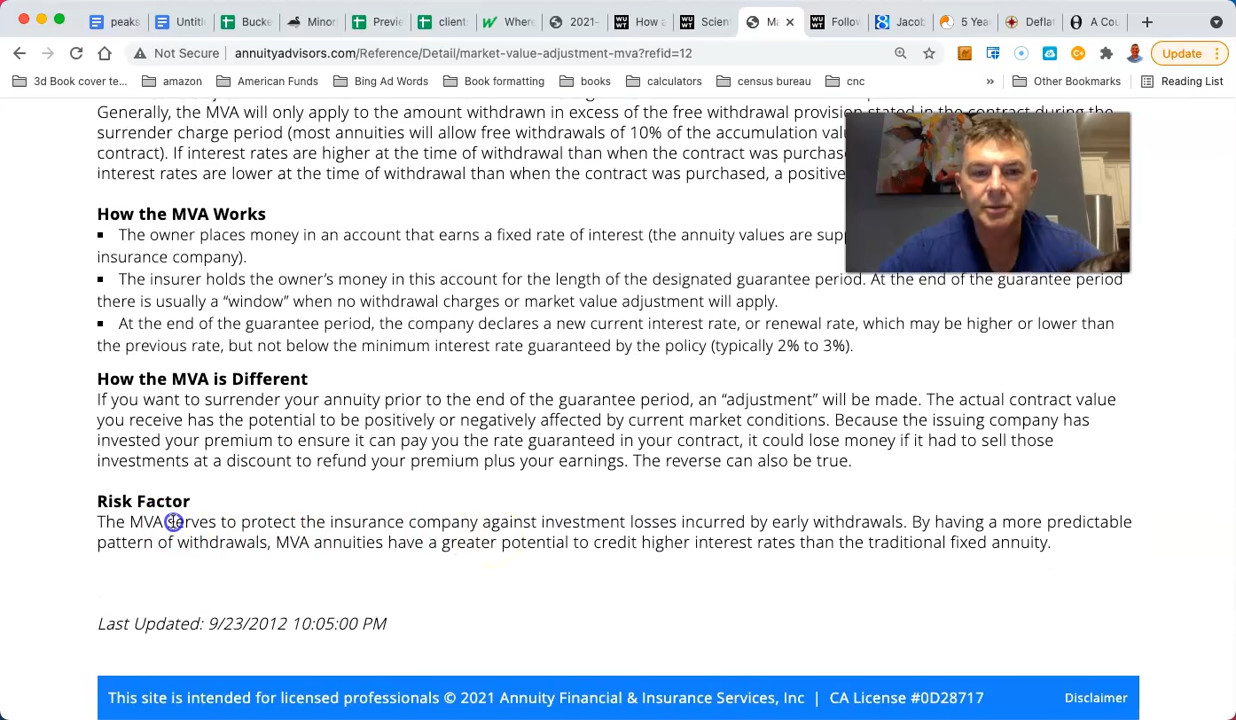 peaks
Untitl
Bucke
Minor
Previe
client
Where
2021-
How a
Scien
Ma
Follow
Jacob
5 Year
Deflat
A Cou
Not Secure
annuityadvisors.com/Reference/Detail/market-value-adjustment-mva?refid=12
Update
3d Book cover te...
amazon
American Funds
Bing Ad Words
Book formatting
books
calculators
census bureau
cnc
»
Other Bookmarks
Reading List
Generally, the MVA will only apply to the amount withdrawn in excess of the free withdrawal provision stated in the contract during the
surrender charge period (most annuities will allow free withdrawals of 10% of the accumulation valu
contract). If interest rates are higher at the time of withdrawal than when the contract was purchase
interest rates are lower at the time of withdrawal than when the contract was purchased, a positive
How the MVA Works
▪ The owner places money in an account that earns a fixed rate of interest (the annuity values are supp
insurance company).
▪ The insurer holds the owner's money in this account for the length of the designated guarantee period. At the end of the guarantee period
there is usually a “window” when no withdrawal charges or market value adjustment will apply.
▪ At the end of the guarantee period, the company declares a new current interest rate, or renewal rate, which may be higher or lower than
the previous rate, but not below the minimum interest rate guaranteed by the policy (typically 2% to 3%).
How the MVA is Different
If you want to surrender your annuity prior to the end of the guarantee period, an “adjustment” will be made. The actual contract value
you receive has the potential to be positively or negatively affected by current market conditions. Because the issuing company has
invested your premium to ensure it can pay you the rate guaranteed in your contract, it could lose money if it had to sell those
investments at a discount to refund your premium plus your earnings. The reverse can also be true.
Risk Factor
The MVA serves to protect the insurance company against investment losses incurred by early withdrawals. By having a more predictable
pattern of withdrawals, MVA annuities have a greater potential to credit higher interest rates than the traditional fixed annuity.
Last Updated: 9/23/2012 10:05:00 PM
This site is intended for licensed professionals © 2021 Annuity Financial & Insurance Services, Inc | CA License #0D28717
Disclaimer